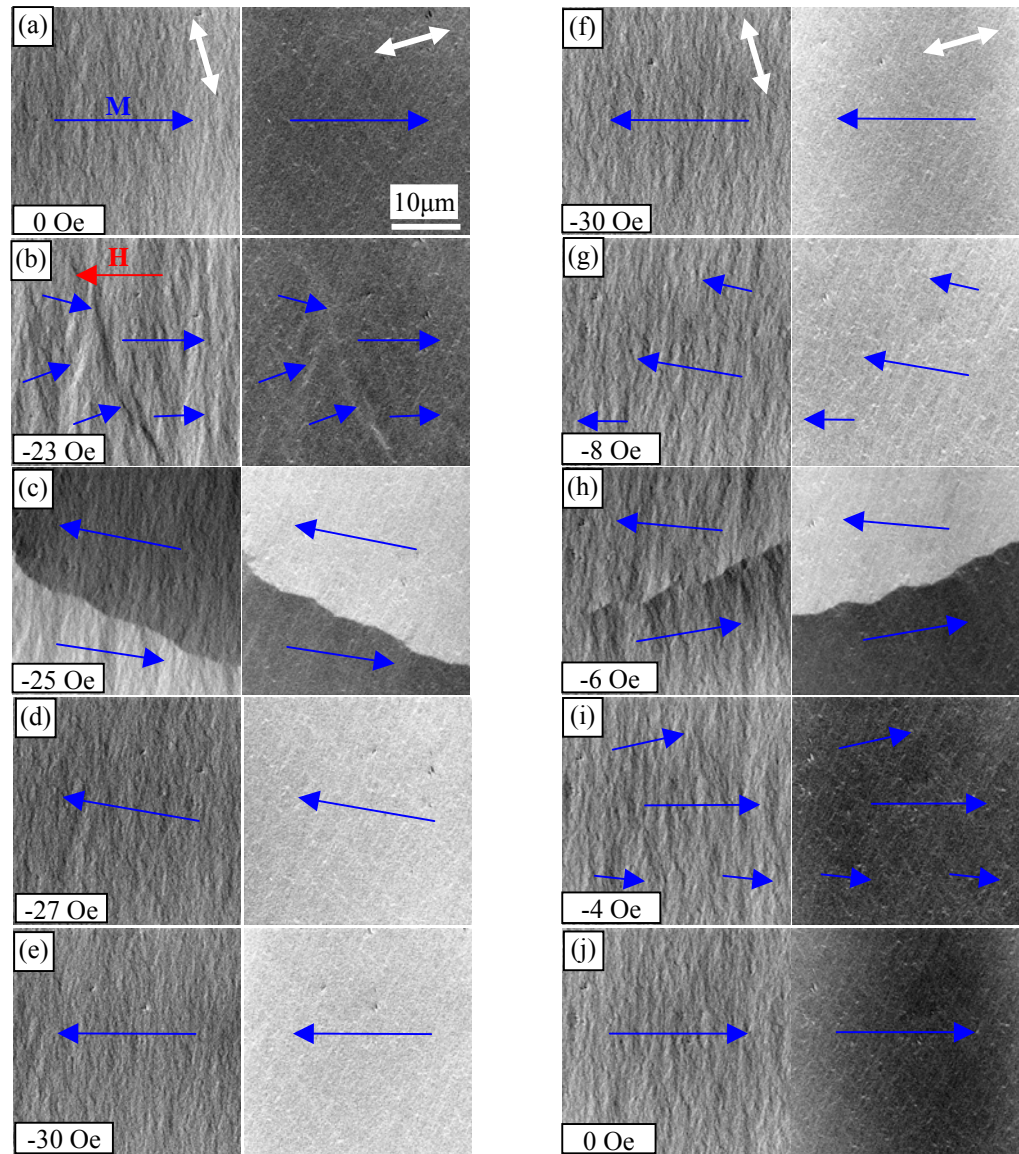 (a)
M
0 Oe
10μm
(b)
H
-23 Oe
(c)
-25 Oe
(d)
-27 Oe
(e)
-30 Oe
(f)
-30 Oe
(g)
-8 Oe
(h)
-6 Oe
(i)
-4 Oe
(j)
0 Oe